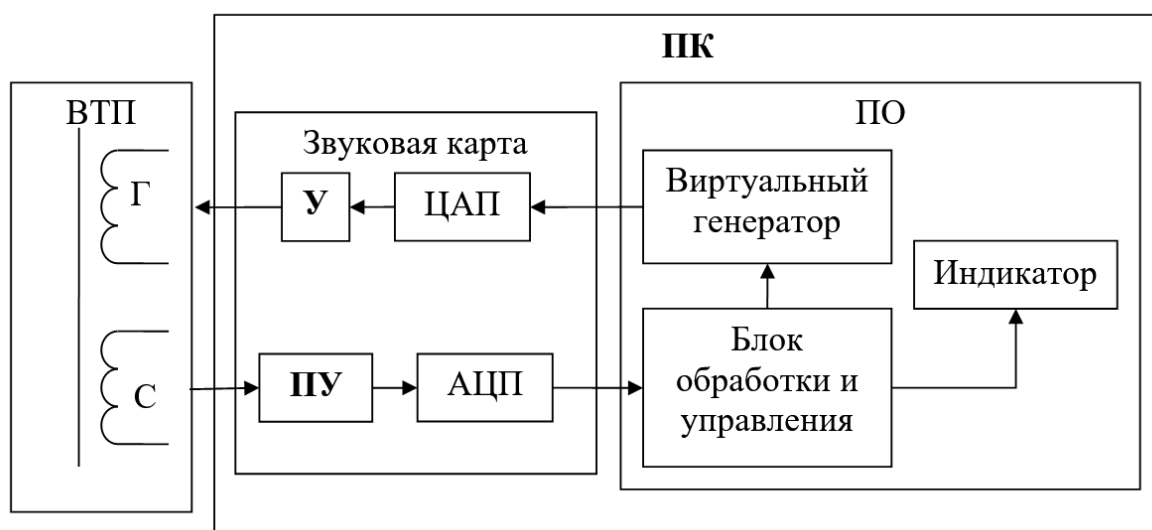 ПК
ВТП
ПО
Звуковая карта
Г
У
ЦАП
Виртуальный
генератор
Индикатор
С
ПУ
АЦП
Блок
обработки и
управления